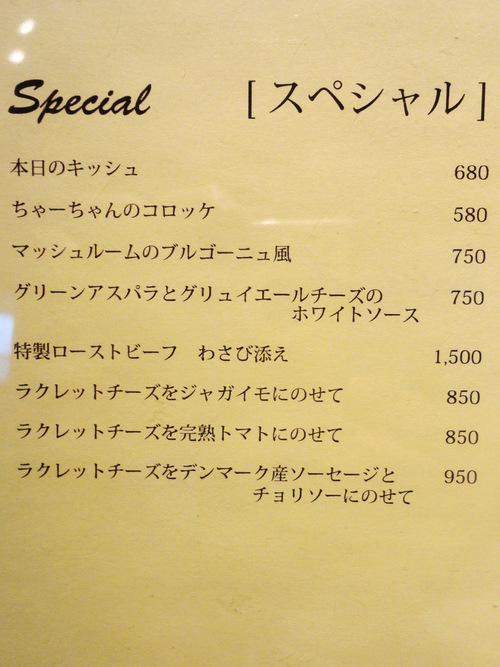 Special [スペシャル]
本日のキッシュ 680
ちゃーちゃんのコロッケ 580
マッシュルームのブルゴーニュ風 750
グリーンアスパラとグリュイエールチーズの 750
ホワイトソース
特製ローストビーフ　わさび添え 1,500
ラクレットチーズをジャガイモにのせて 850
ラクレットチーズを完熟トマトにのせて 850
ラクレットチーズをデンマーク産ソーセージと 950
チョリソーにのせて